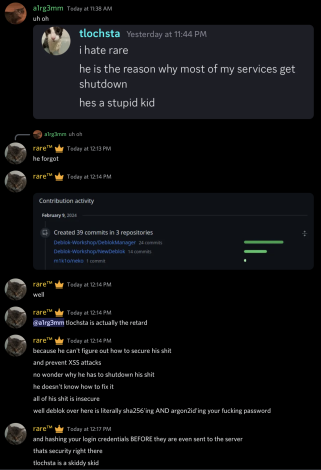 a1rg3mm Today at 11:38 AM
uh oh
tlochsta Yesterday at 11:44 PM
i hate rare
he is the reason why most of my services get
shutdown
hes a stupid kid
a1rg3mm uh oh
rare™ Today at 12:13 PM
he forgot
rare™ Today at 12:14 PM
Contribution activity
February 9, 2024
Created 39 commits in 3 repositories
Deblok-Workshop/DeblokManager 24 commits
Deblok-Workshop/NewDeblok 14 commits
1 commit
rare™ Today at 12:14 PM
well
rare™ Today at 12:14 PM
@a1rg3mm tlochsta is actually the retard
rare™ Today at 12:14 PM
because he can't figure out how to secure his shit
and prevent XSS attacks
no wonder why he has to shutdown his shit
he doesn't know how to fix it
all of his shit is insecure
well deblok over here is literally sha256'ing AND argon2id'ing your fucking password
rare™ Today at 12:17 PM
and hashing your login credentials BEFORE they are even sent to the server
thats security right there
tlochsta is a skiddy skid